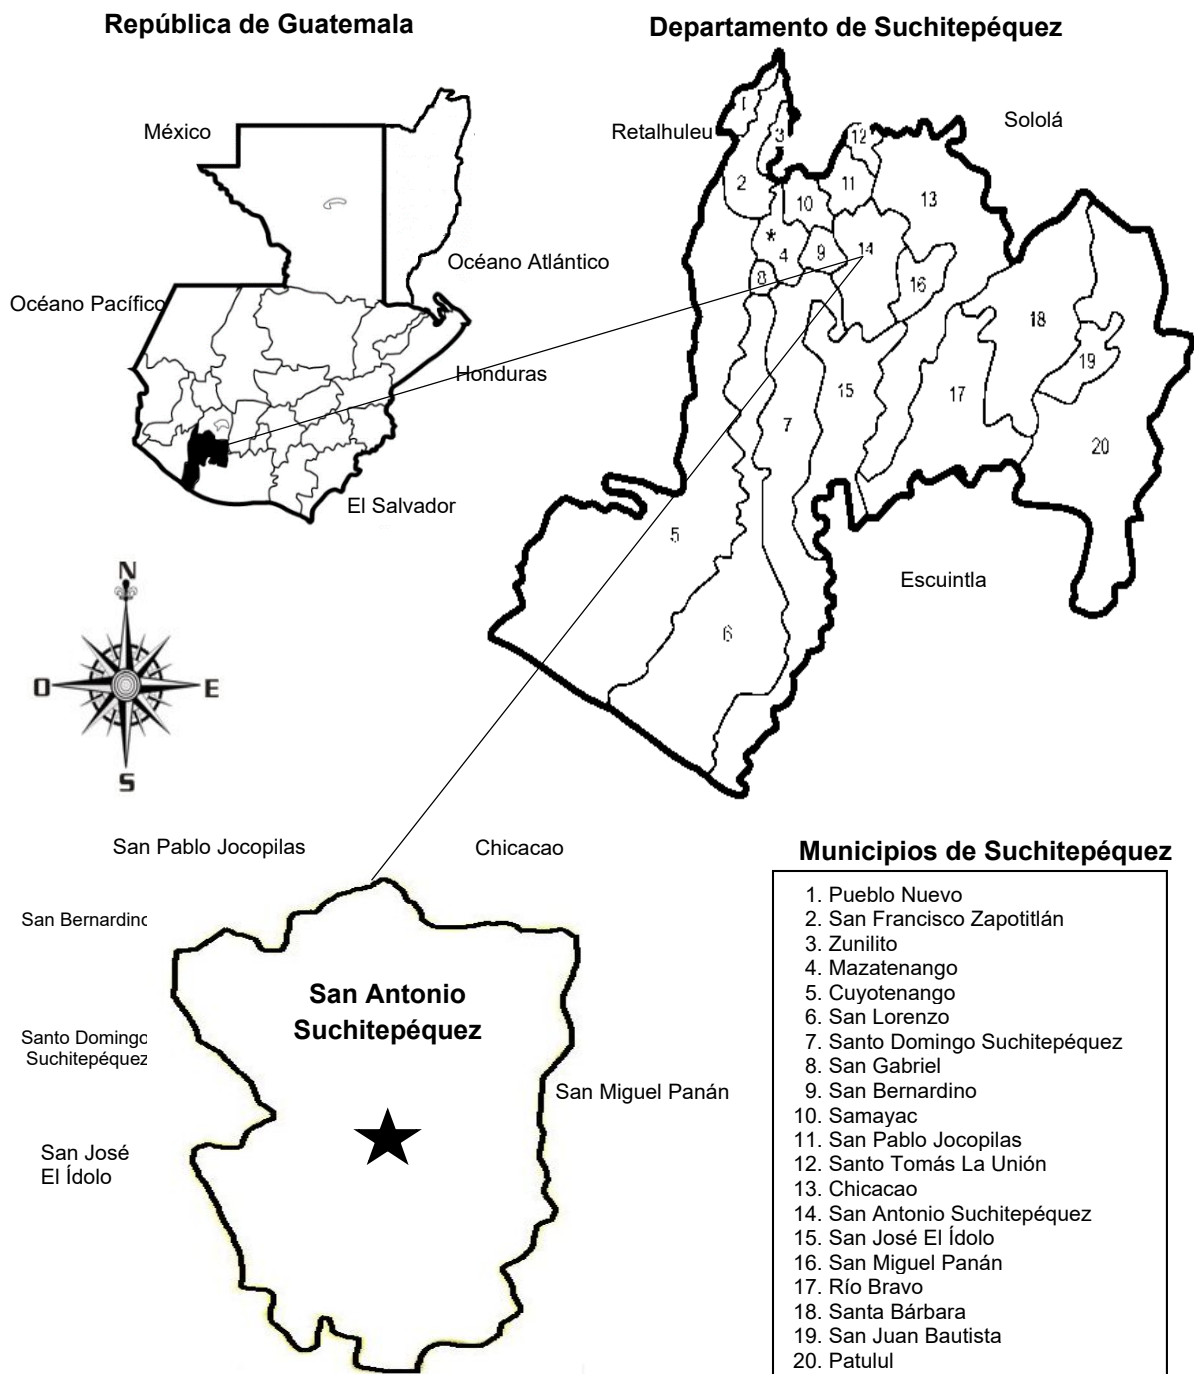 República de Guatemala
Departamento de Suchitepéquez
México
Retalhuleu
Sololá
1
3
12
2
11
13
10
*
4
9
14
8
16
Océano Atlántico
Océano Pacífico
18
19
Honduras
15
17
7
20
El Salvador
5
Escuintla
6
N
O
E
S
San Pablo Jocopilas
Chicacao
San Bernardino
San Antonio
Suchitepéquez
Santo Domingo
Suchitepéquez
San Miguel Panán
San José
El Ídolo
Municipios de Suchitepéquez
1. Pueblo Nuevo
2. San Francisco Zapotitlán
3. Zunilito
4. Mazatenango
5. Cuyotenango
6. San Lorenzo
7. Santo Domingo Suchitepéquez
8. San Gabriel
9. San Bernardino
10. Samayac
11. San Pablo Jocopilas
12. Santo Tomás La Unión
13. Chicacao
14. San Antonio Suchitepéquez
15. San José El Ídolo
16. San Miguel Panán
17. Río Bravo
18. Santa Bárbara
19. San Juan Bautista
20. Patulul